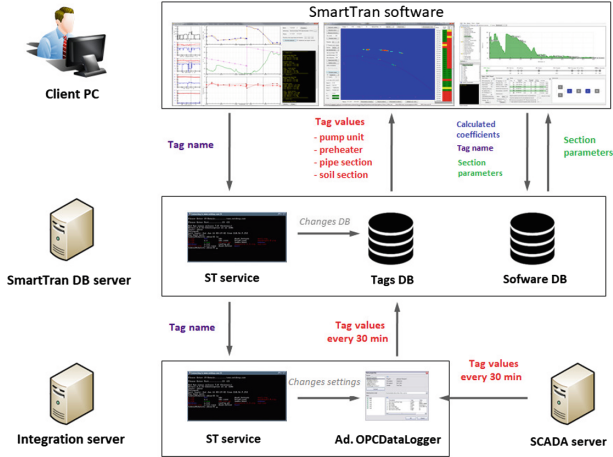 SmartTran software
Client PC
Tag name
Tag values
- pump unit
- preheater
- pipe section
- soil section
Calculated
coefficients
Tag name
Section
parameters
Section
parameters
Changes DB
SmartTran DB server
ST service
Tags DB
Sofware DB
Tag name
Tag values
every 30 min
Tag values
every 30 min
Changes settings
Integration server
ST service
Ad. OPCDataLogger
SCADA server